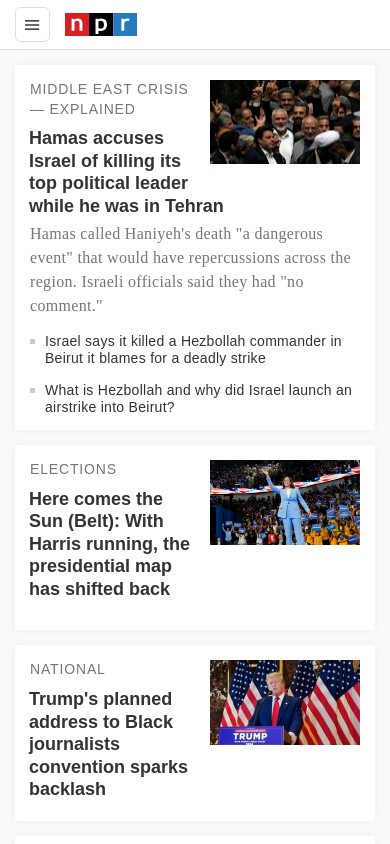 npr
MIDDLE EAST CRISIS
— EXPLAINED
Hamas accuses
Israel of killing its
top political leader
while he was in Tehran
Hamas called Haniyeh's death "a dangerous
event" that would have repercussions across the
region. Israeli officials said they had "no
comment."
Israel says it killed a Hezbollah commander in
Beirut it blames for a deadly strike
What is Hezbollah and why did Israel launch an
airstrike into Beirut?
ELECTIONS
Here comes the
Sun (Belt): With
Harris running, the
presidential map
has shifted back
NATIONAL
Trump's planned
address to Black
journalists
convention sparks
backlash
TRUMP